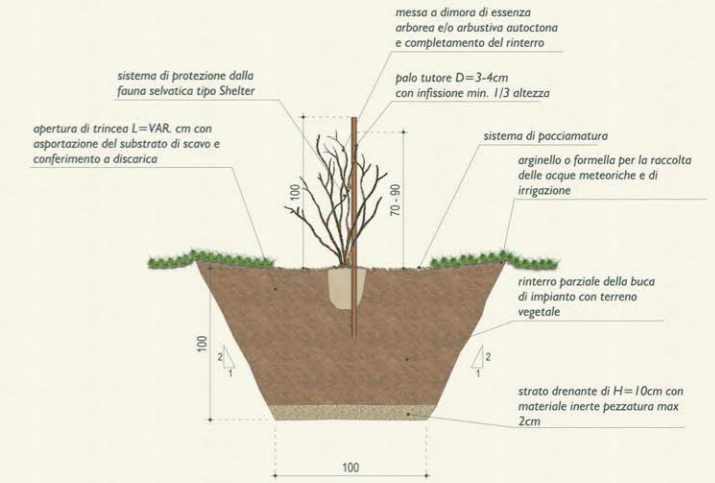 messa a dimora di essenza
arborea e/o arbustiva autoctona
e completamento del rinterro
sistema di protezione dalla
fauna selvatica tipo Shelter
palo tutore D=3-4cm
con infissione min. 1/3 altezza
apertura di trincea L=VAR. cm con
asportazione del substrato di scavo e
conferimento a discarica
sistema di pacciamatura
arginello o formella per la raccolta
delle acque meteoriche e di
irrigazione
100
70 - 90
rinterro parziale della buca
di impianto con terreno
vegetale
100
2
1
2
1
strato drenante di H=10cm con
materiale inerte pezzatura max
2cm
100